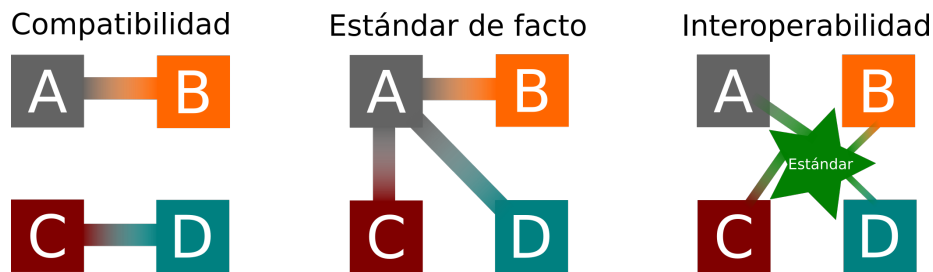 Compatibilidad
A B
C D
Estándar de facto
A B
C D
Interoperabilidad
A B
Estándar
C D